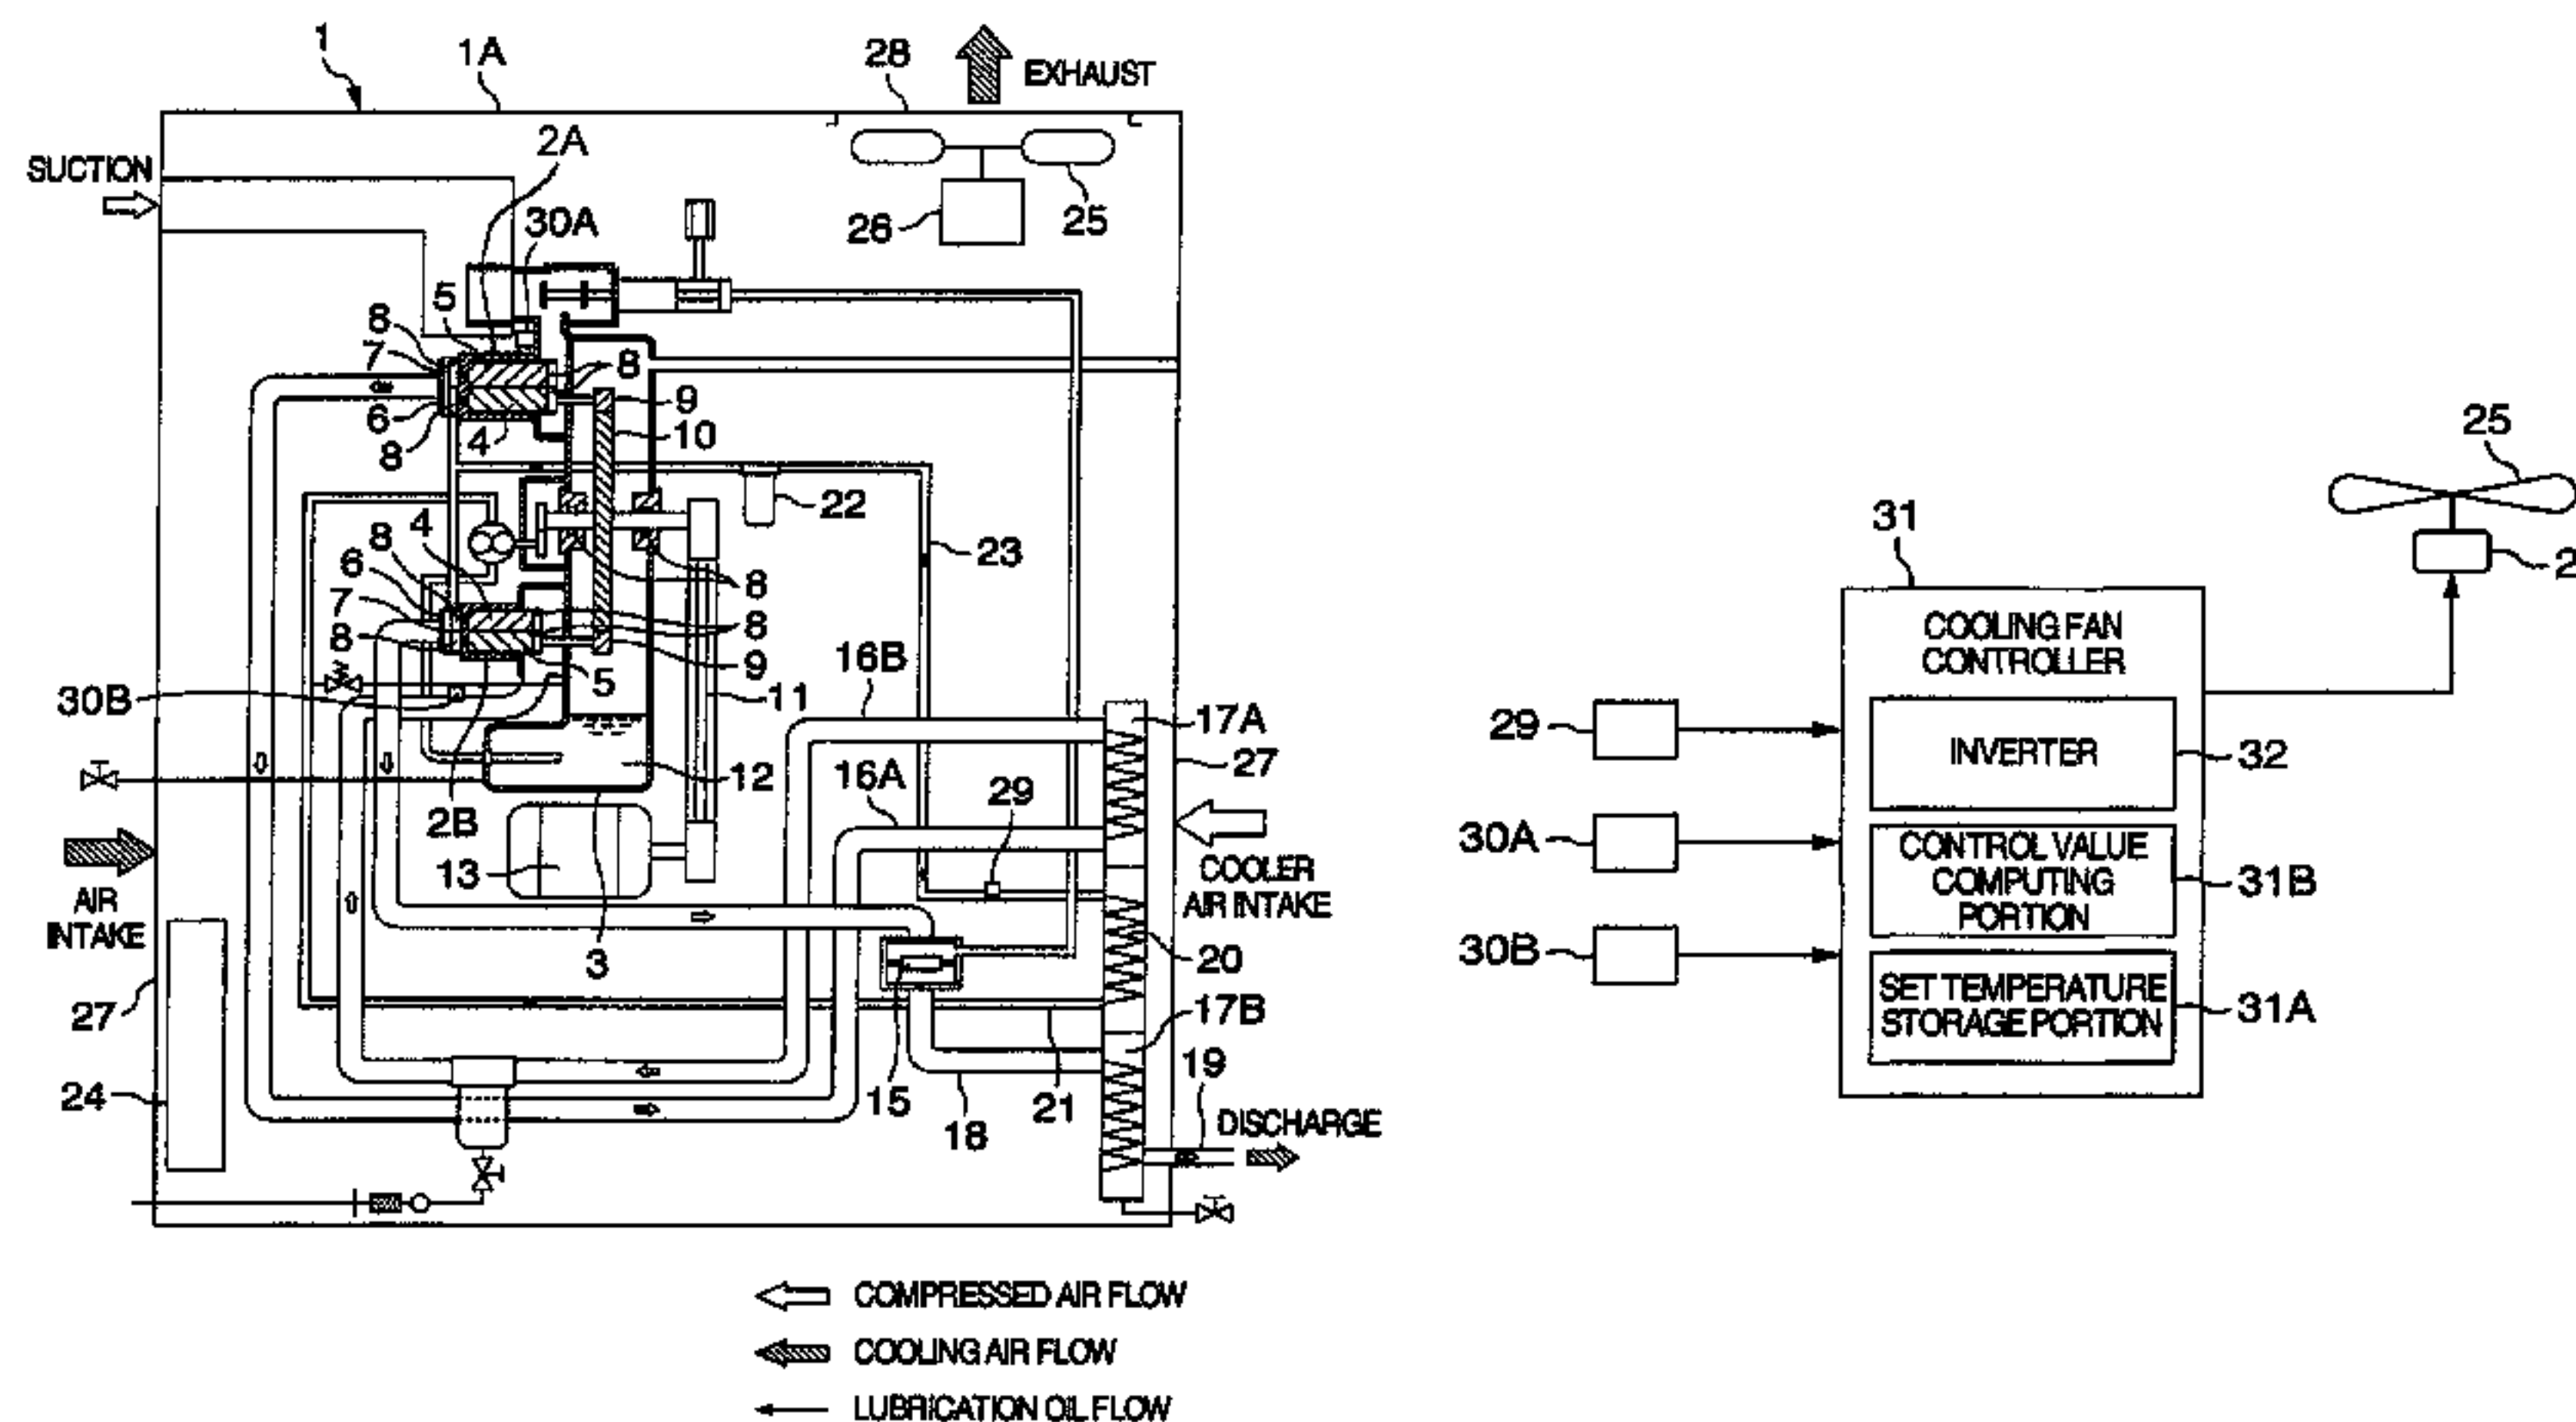 1
1A
28
EXHAUST
2A
SUCTION
30A
26
25
5
8
7
8
6
4
9
8
10
25
22
4
8
31
23
6
8
COOLING FAN
CONTROLLER
7
8
8
5
9
16B
30B
11
17A
29
INVERTER
32
27
12
16A
29
2B
30A
CONTROL VALUE
COMPUTING
PORTION
31B
13
COOLER
AIR INTAKE
AIR
INTAKE
3
20
30B
SET TEMPERATURE
STORAGE PORTION
31A
27
17B
19
24
15
21
18
DISCHARGE
COMPRESSED AIR FLOW
COOLING AIR FLOW
LUBRICATION OIL FLOW